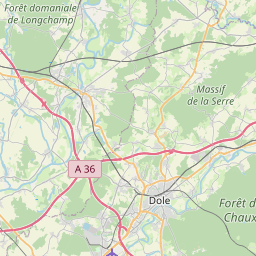 Forêt domaniale
de Longchamp
Massif
de la Serre
A 36
Dole
Forêt d
Chaux